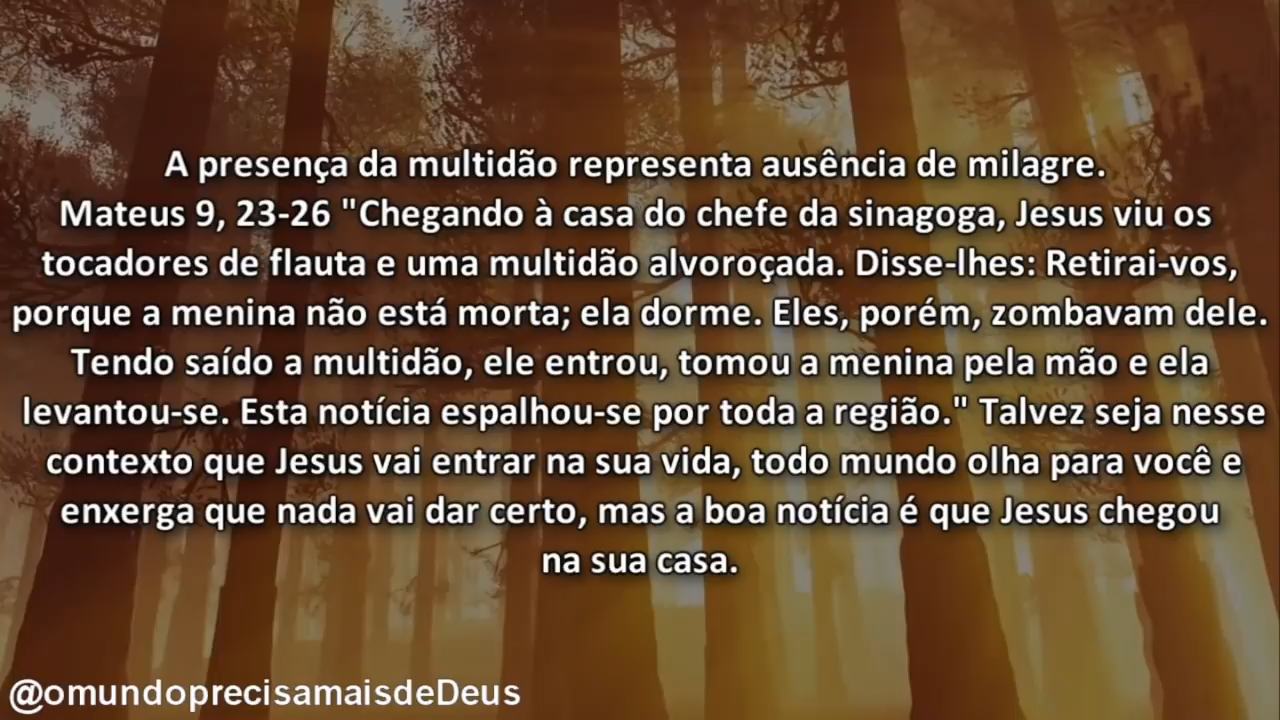 A presença da multidão representa ausência de milagre.
Mateus 9, 23-26 "Chegando à casa do chefe da sinagoga, Jesus viu os
tocadores de flauta e uma multidão alvoroçada. Disse-lhes: Retirai-vos,
porque a menina não está morta; ela dorme. Eles, porém, zombavam dele.
Tendo saído a multidão, ele entrou, tomou a menina pela mão e ela
levantou-se. Esta notícia espalhou-se por toda a região." Talvez seja nesse
contexto que Jesus vai entrar na sua vida, todo mundo olha para você e
enxerga que nada vai dar certo, mas a boa notícia é que Jesus chegou
na sua casa.
@omundoprecisamaisdeDeus